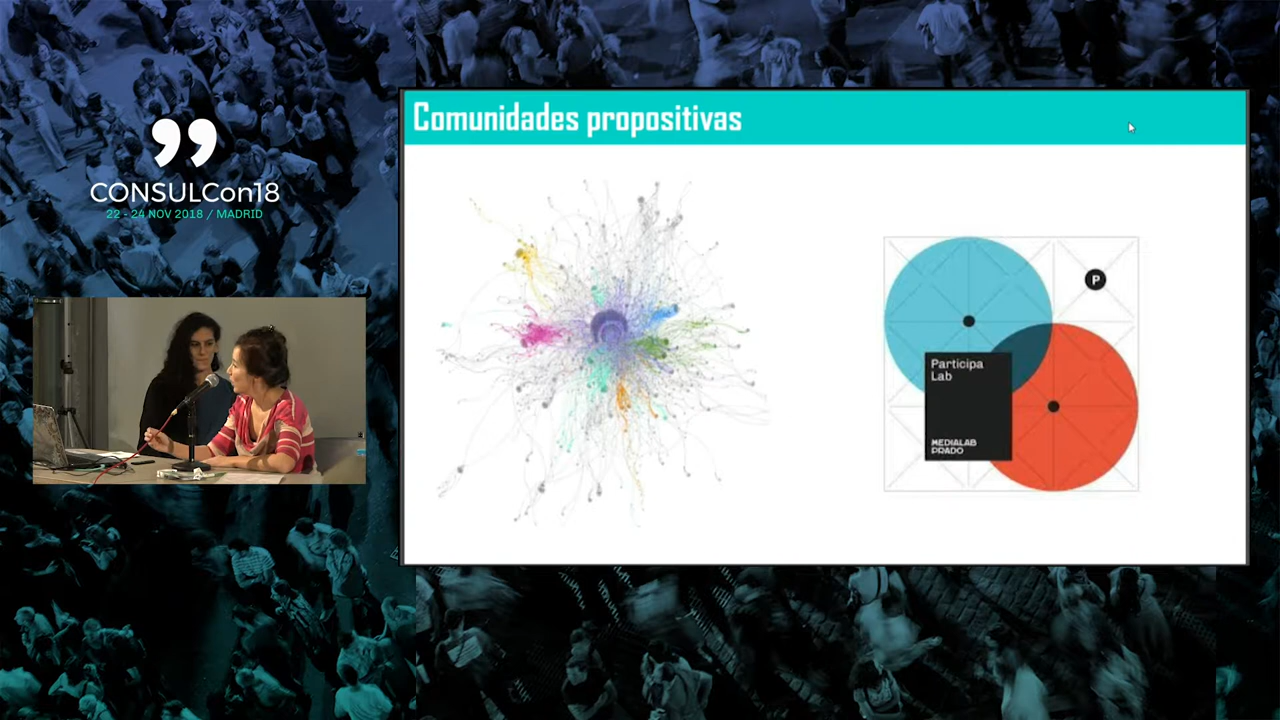 CONSULCon18
22 - 24 NOV 2018 / MADRID
Comunidades propositivas
P
Participa
Lab
MEDIALAB
PRADO